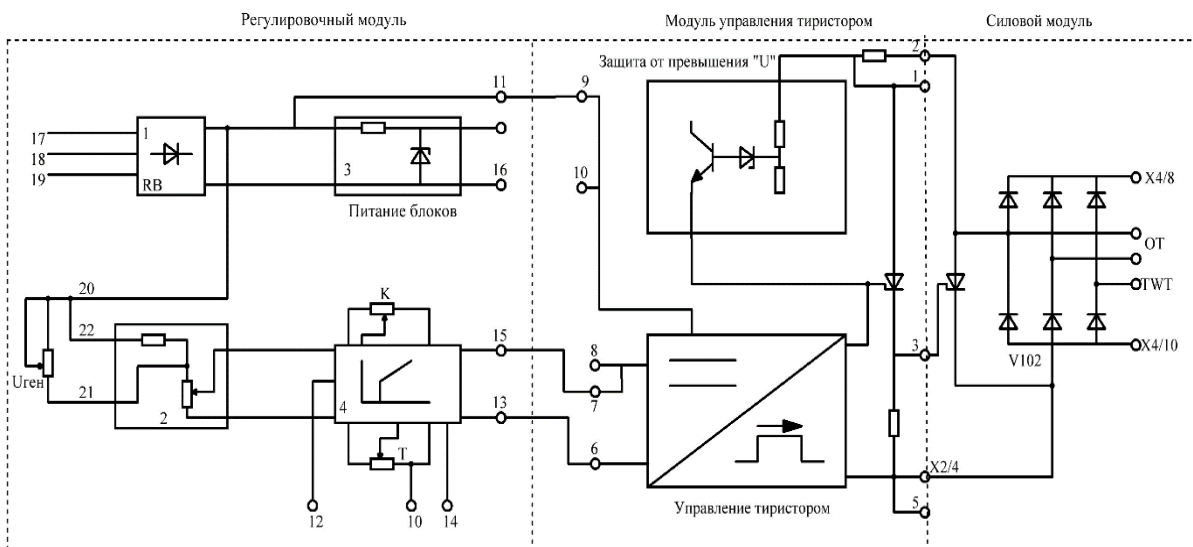 Регулировочный модуль
Модуль управления тиристором
Силовой модуль
Защита от превышения "U"
2
1
11
9
17
18
19
1
RB
3
16
10
Питание блоков
X4/8
OT
TWT
X4/10
V102
20
22
21
Uген
2
K
4
T
15
13
12
10
14
8
7
6
3
X2/4
5
Управление тиристором